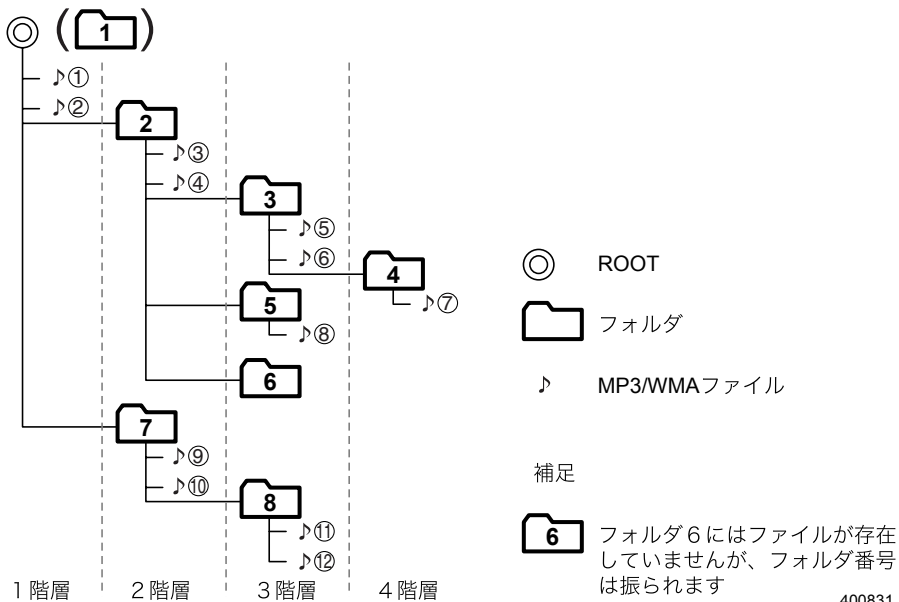 (1)
♪①
♪②
2
♪③
♪④
3
♪⑤
♪⑥
4
♪⑦
5
♪⑧
6
7
♪⑨
♪⑩
8
♪⑪
♪⑫
1階層 2階層 3階層 4階層
ROOT
フォルダ
♪ MP3/WMAファイル
補足
6 フォルダ6にはファイルが存在
していませんが、フォルダ番号
は振られます
400831